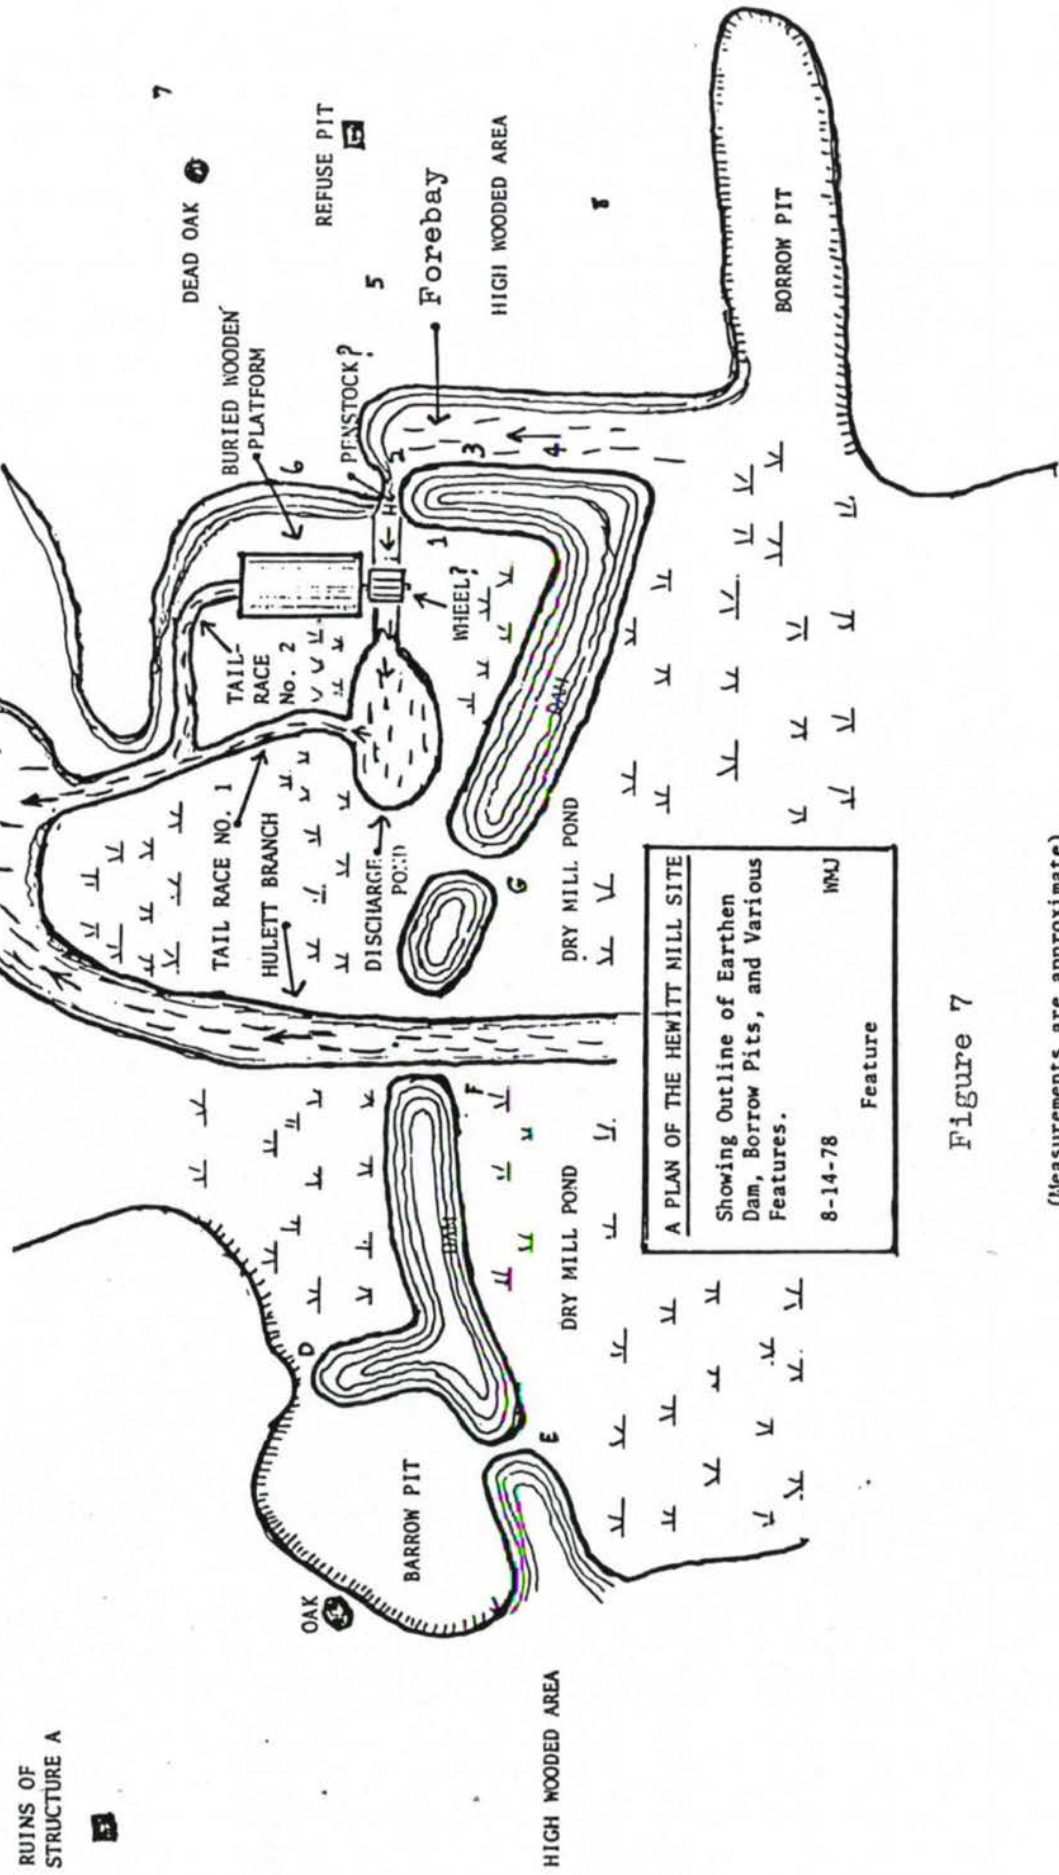 RUINS OF
STRUCTURE A
HIGH WOODED AREA
OAK
BARROW PIT
D
E
F
DAM
DRY MILL POND
TAIL RACE NO. 1
HULETT BRANCH
DISCHARGE
POND
G
DRY MILL POND
DAM
TAIL-
RACE
No. 2
WHEEL?
BURIED WOODEN
PLATFORM
PENSTOCK?
H
1
2
3
4
5
6
7
8
DEAD OAK
REFUSE PIT
Forebay
HIGH WOODED AREA
BORROW PIT
A PLAN OF THE HEWITT MILL SITE
Showing Outline of Earthen
Dam, Borrow Pits, and Various
Features.
8-14-78 WMJ
Feature
Figure 7
(Measurements are approximate)